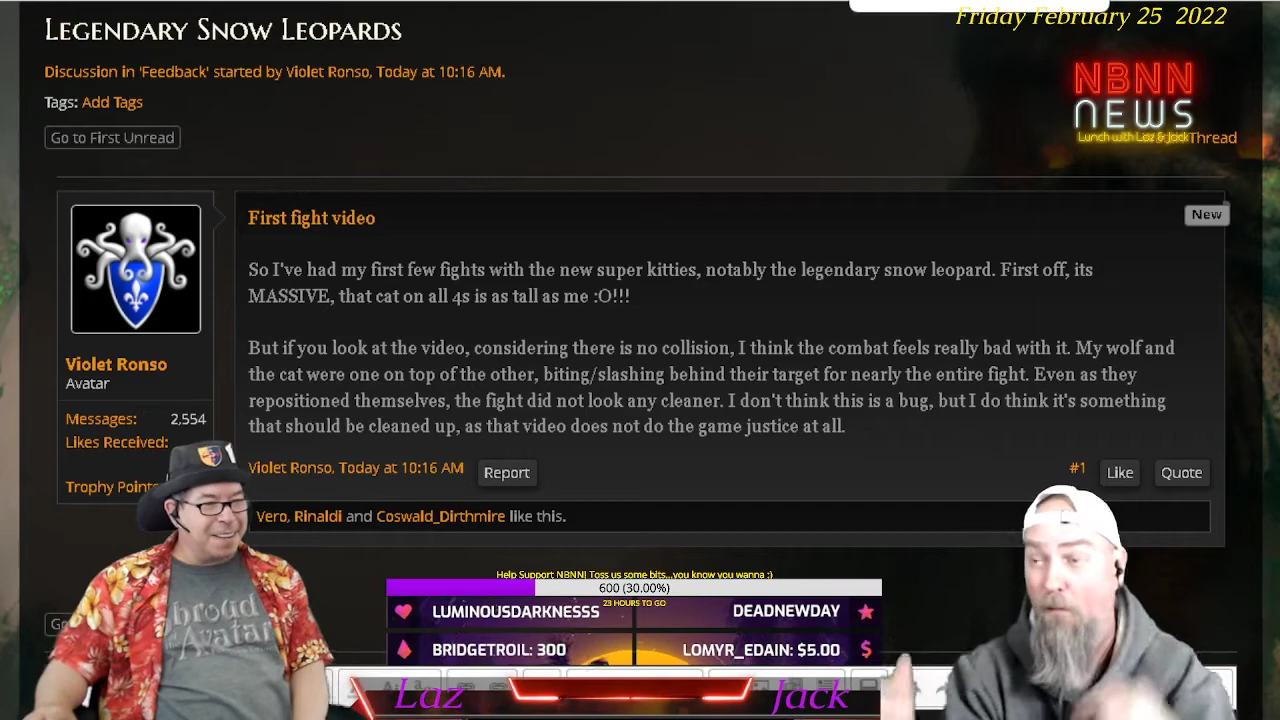 LEGENDARY SNOW LEOPARDS
Friday February 25 2022
Discussion in 'Feedback' started by Violet Ronso, Today at 10:16 AM.
Tags: Add Tags
Go to First Unread
NBNN
news
Lunch with Laz & Jack
Thread
First fight video
New
So I've had my first few fights with the new super kitties, notably the legendary snow leopard. First off, its
MASSIVE, that cat on all 4s is as tall as me :O!!!
But if you look at the video, considering there is no collision, I think the combat feels really bad with it. My wolf and
the cat were one on top of the other, biting/slashing behind their target for nearly the entire fight. Even as they
repositioned themselves, the fight did not look any cleaner. I don't think this is a bug, but I do think it's something
that should be cleaned up, as that video does not do the game justice at all.
Violet Ronso
Avatar
Messages: 2,554
Likes Received:
Trophy Points
Violet Ronso, Today at 10:16 AM
Report
#1
Like
Quote
Vero, Rinaldi and Coswald_Dirthmire like this.
Help Support NBNN! Toss us some bits...you know you wanna :)
600 (30.00%)
23 HOURS TO GO
LUMINOUSDARKNESSS
DEADNEWDAY
BRIDGETROIL: 300
LOMYR_EDAIN: $5.00
Shroud
Avatar
Laz
Jack